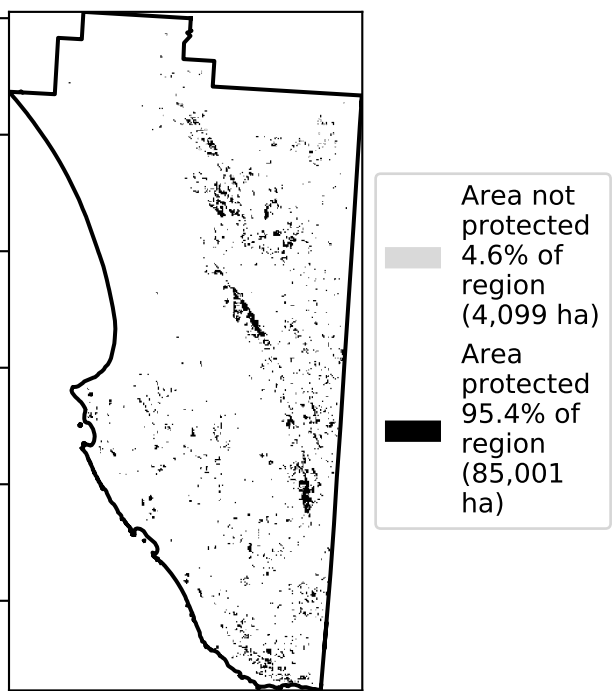 Area not
protected
4.6% of
region
(4,099 ha)
Area
protected
95.4% of
region
(85,001
ha)